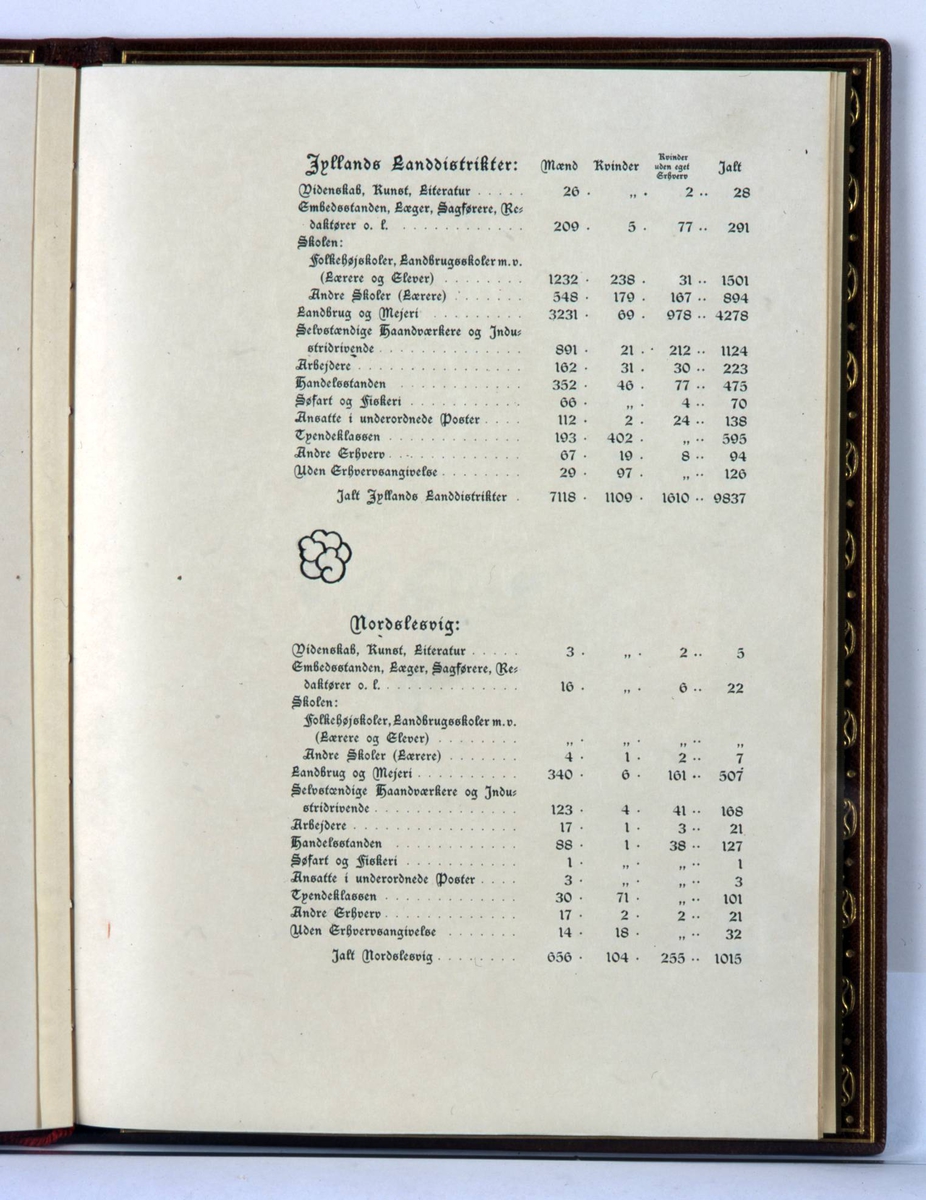 Jyllands Landdistrikter: Mænd Kvinder Kvinder uden eget Erhverv Jalt
Videnskab, Kunst, Literatur . . . . . 26 · „ · 2 ·· 28
Embedsstanden, Læger, Sagførere, Re-
daktører o. l. . . . . . . . . . . . . 209 · 5 · 77 ·· 291
Skolen:
Folkehøjskoler, Landbrugsskoler m. v.
(Lærere og Elever) . . . . . . . . 1232 · 238 · 31 ·· 1501
Andre Skoler (Lærere) . . . . . . . 548 · 179 · 167 ·· 894
Landbrug og Mejeri . . . . . . . . . 3231 · 69 · 978 ·· 4278
Selvstændige Haandværkere og Indu-
stridrivende . . . . . . . . . . . . . . 891 · 21 · 212 ·· 1124
Arbejdere . . . . . . . . . . . . . . . . 162 · 31 · 30 ·· 223
Handelsstanden . . . . . . . . . . . . 352 · 46 · 77 ·· 475
Søfart og Fiskeri . . . . . . . . . . . 66 · „ · 4 ·· 70
Ansatte i underordnede Poster . . . . 112 · 2 · 24 ·· 138
Tyendeklassen . . . . . . . . . . . . 193 · 402 · „ ·· 595
Andre Erhverv . . . . . . . . . . . . 67 · 19 · 8 ·· 94
Uden Erhvervsangivelse . . . . . . . . 29 · 97 · „ ·· 126
Jalt Jyllands Landdistrikter . 7118 · 1109 · 1610 ·· 9837
Nordslesvig:
Videnskab, Kunst, Literatur . . . . . 3 · „ · 2 ·· 5
Embedsstanden, Læger, Sagførere, Re-
daktører o. l. . . . . . . . . . . . . . 16 · „ · 6 ·· 22
Skolen:
Folkehøjskoler, Landbrugsskoler m. v.
(Lærere og Elever) . . . . . . . . „ · „ · „ ·· „
Andre Skoler (Lærere) . . . . . . . 4 · 1 · 2 ·· 7
Landbrug og Mejeri . . . . . . . . . . 340 · 6 · 161 ·· 507
Selvstændige Haandværkere og Indu-
stridrivende . . . . . . . . . . . . . . 123 · 4 · 41 ·· 168
Arbejdere . . . . . . . . . . . . . . . . 17 · 1 · 3 ·· 21
Handelsstanden . . . . . . . . . . . . 88 · 1 · 38 ·· 127
Søfart og Fiskeri . . . . . . . . . . . 1 · „ · „ ·· 1
Ansatte i underordnede Poster . . . . 3 · „ · „ ·· 3
Tyendeklassen . . . . . . . . . . . . . 30 · 71 · „ ·· 101
Andre Erhverv . . . . . . . . . . . . . 17 · 2 · 2 ·· 21
Uden Erhvervsangivelse . . . . . . . 14 · 18 · „ ·· 32
Jalt Nordslesvig . . . . . . . . 656 · 104 · 255 ·· 1015